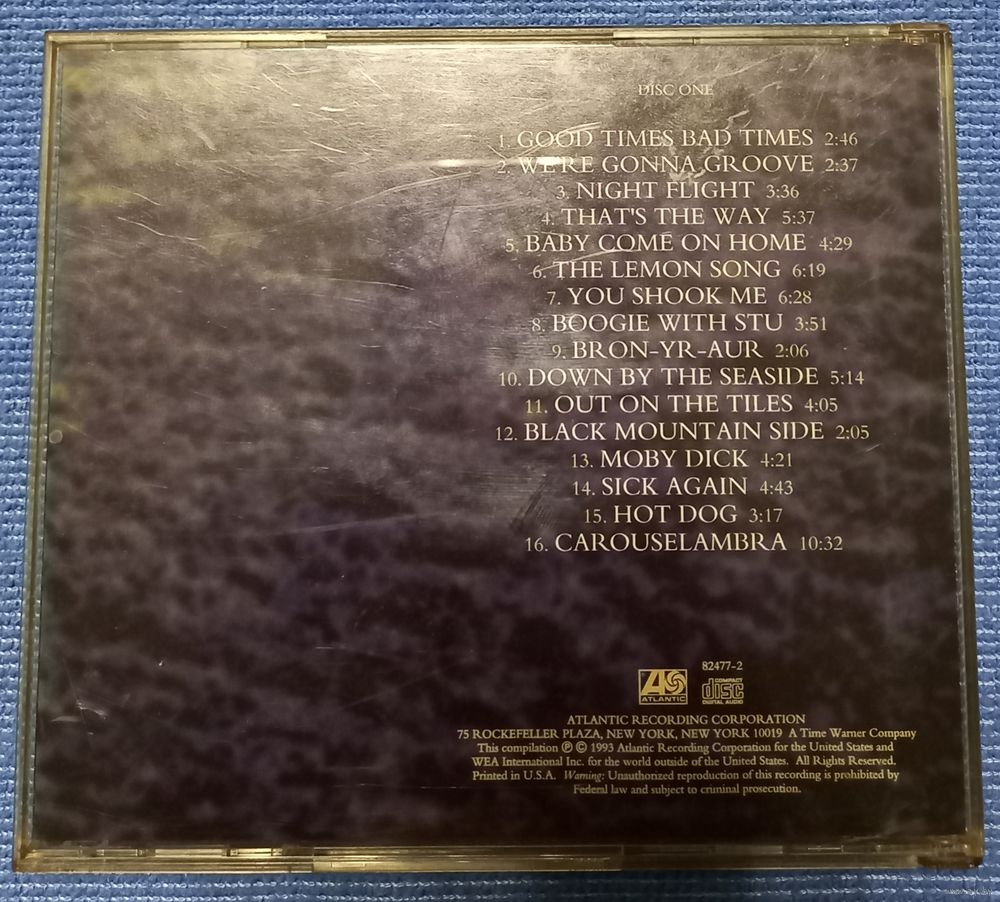 DISC ONE
1. GOOD TIMES BAD TIMES 2:46
2. WE'RE GONNA GROOVE 2:37
3. NIGHT FLIGHT 3:36
4. THAT'S THE WAY 5:37
5. BABY COME ON HOME 4:29
6. THE LEMON SONG 6:19
7. YOU SHOOK ME 6:28
8. BOOGIE WITH STU 3:51
9. BRON-YR-AUR 2:06
10. DOWN BY THE SEASIDE 5:14
11. OUT ON THE TILES 4:05
12. BLACK MOUNTAIN SIDE 2:05
13. MOBY DICK 4:21
14. SICK AGAIN 4:43
15. HOT DOG 3:17
16. CAROUSELAMBRA 10:32
82477-2
ATLANTIC
COMPACT
disc
DIGITAL AUDIO
ATLANTIC RECORDING CORPORATION
75 ROCKEFELLER PLAZA, NEW YORK, NEW YORK 10019 A Time Warner Company
This compilation ℗ © 1993 Atlantic Recording Corporation for the United States and
WEA International Inc. for the world outside of the United States. All Rights Reserved.
Printed in U.S.A. Warning: Unauthorized reproduction of this recording is prohibited by
Federal law and subject to criminal prosecution.